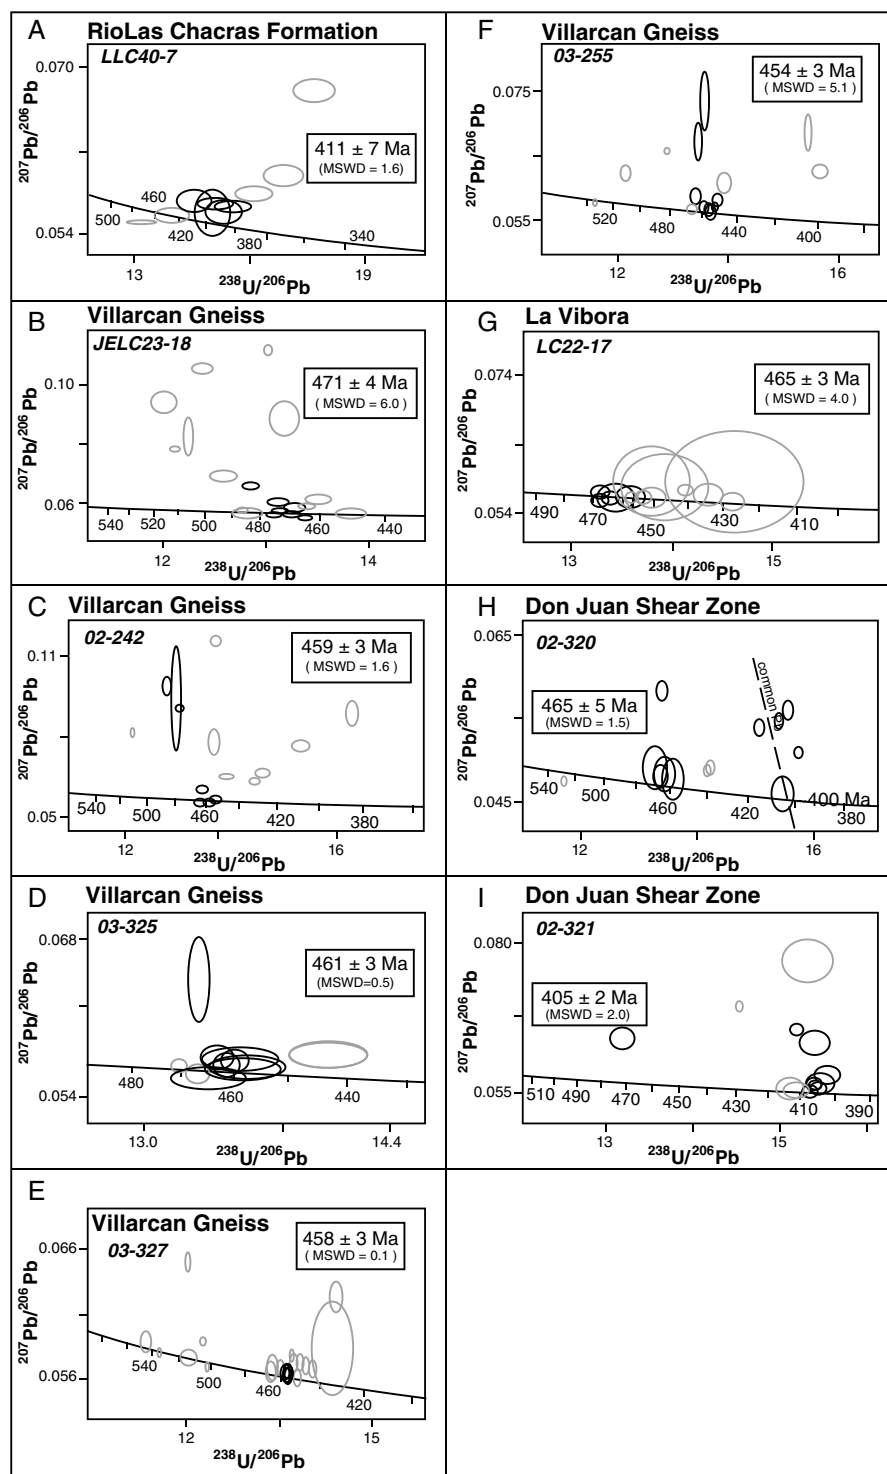 A RioLas Chacras Formation
LLC40-7
0.070
207Pb/206Pb
411 ± 7 Ma
(MSWD = 1.6)
460
500
420
380
340
0.054
13
238U/206Pb
19
B Villarcan Gneiss
JELC23-18
0.10
207Pb/206Pb
471 ± 4 Ma
( MSWD = 6.0 )
0.06
540
520
500
480
460
440
12
238U/206Pb
14
C Villarcan Gneiss
02-242
0.11
207Pb/206Pb
459 ± 3 Ma
( MSWD = 1.6 )
0.05
540
500
460
420
380
12
238U/206Pb
16
D Villarcan Gneiss
03-325
0.068
207Pb/206Pb
461 ± 3 Ma
(MSWD=0.5)
0.054
480
460
440
13.0
238U/206Pb
14.4
E
Villarcan Gneiss
03-327
0.066
207Pb/206Pb
458 ± 3 Ma
( MSWD = 0.1 )
0.056
540
500
460
420
12
238U/206Pb
15
F Villarcan Gneiss
03-255
0.075
207Pb/206Pb
454 ± 3 Ma
( MSWD = 5.1 )
0.055
520
480
440
400
12
238U/206Pb
16
G La Vibora
LC22-17
0.074
207Pb/206Pb
465 ± 3 Ma
( MSWD = 4.0 )
0.054
490
470
450
430
410
13
238U/206Pb
15
H Don Juan Shear Zone
02-320
0.065
207Pb/206Pb
common Pb
465 ± 5 Ma
(MSWD = 1.5)
0.045
540
500
460
420
400 Ma
380
12
238U/206Pb
16
I Don Juan Shear Zone
02-321
0.080
207Pb/206Pb
405 ± 2 Ma
(MSWD = 2.0)
0.055
510
490
470
450
430
410
390
13
238U/206Pb
15